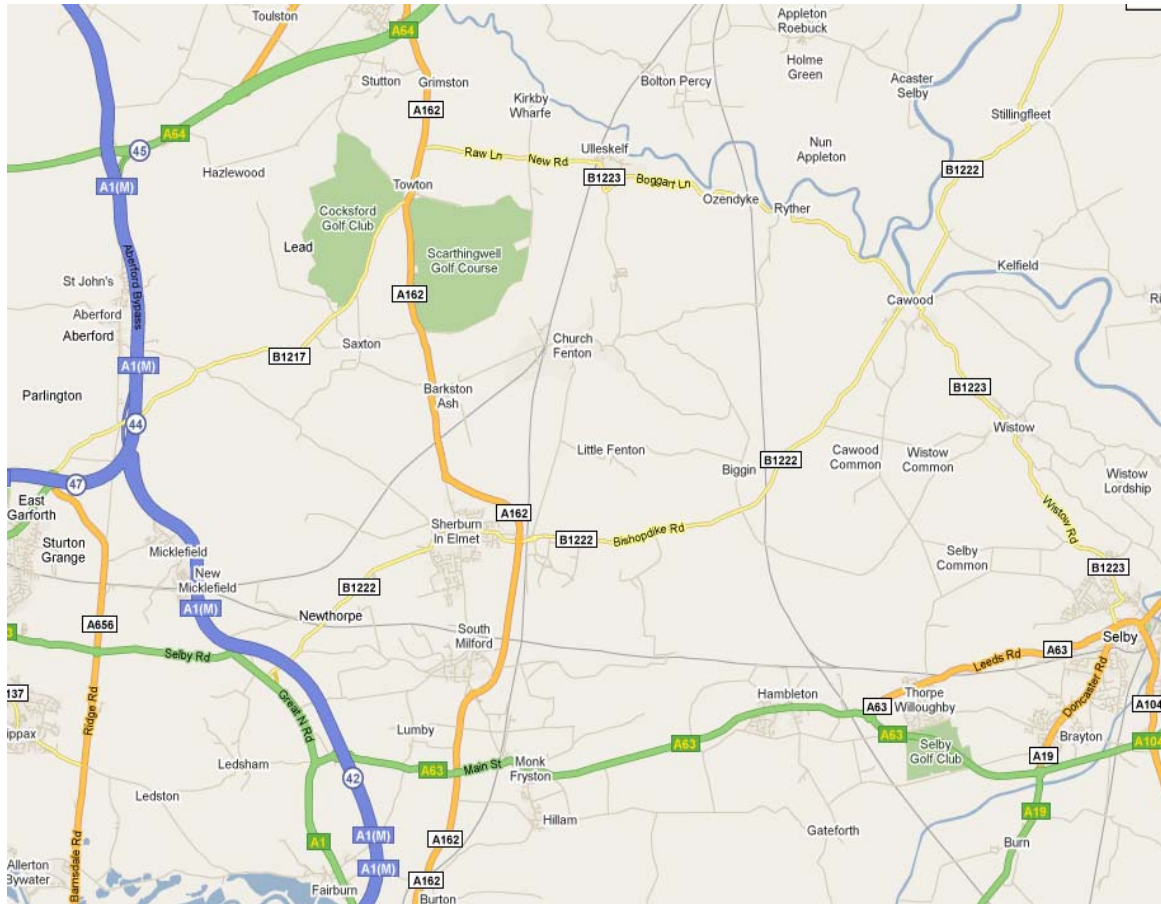 Toulston
A64
Appleton
Roebuck
Holme
Green
Stutton
Grimston
Bolton Percy
Acaster
Selby
A162
Kirkby
Wharfe
Stillingfleet
A64
45
Hazlewood
Raw Ln
New Rd
Ulleskelf
Nun
Appleton
B1222
A1(M)
Towton
B1223
Boggart Ln
Ozendyke
Ryther
Cocksford
Golf Club
Lead
Scarthingwell
Golf Course
Aberford Bypass
St John's
Kelfield
A162
Cawood
Aberford
Aberford
Saxton
Church
Fenton
B1217
A1(M)
Barkston
Ash
B1223
Parlington
44
Wistow
Little Fenton
Biggin
B1222
Cawood
Common
Wistow
Common
Wistow
Lordship
47
East
Garforth
A162
Sherburn
In Elmet
Wistow Rd
Sturton
Grange
Micklefield
B1222
Bishopdike Rd
Selby
Common
B1223
New
Micklefield
B1222
A1(M)
Newthorpe
A656
South
Milford
Selby
Selby Rd
Leeds Rd
A63
Doncaster Rd
137
Ridge Rd
Great N Rd
Hambleton
A63
Thorpe
Willoughby
A104
ippax
Lumby
A63
A63
Brayton
A104
Ledsham
42
A63
Main St
Monk
Fryston
Selby
Golf Club
A19
Ledston
Hillam
A19
Gateforth
A1
A1(M)
A162
Burn
Barnsdale Rd
Allerton
Bywater
A1(M)
A162
Fairburn
Burton